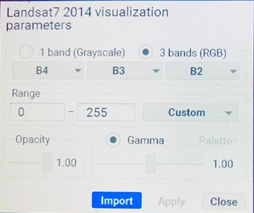 Landsat7 2014 visualization
parameters
1 band (Grayscale) 3 bands (RGB)
B4 B3 B2
Range
0 - 255 Custom
Opacity Gamma Palette
1.00 1.00
Import Apply Close